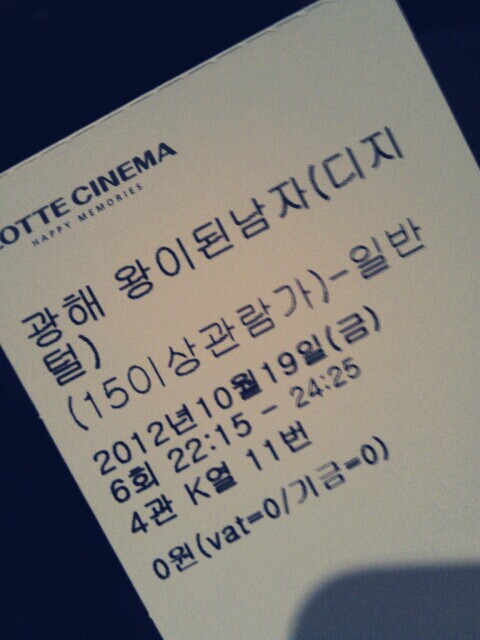 LOTTE CINEMA
HAPPY MEMORIES
광해 왕이된남자(디지
털)
(15이상관람가)-일반
2012년10월19일(금)
6회 22:15 - 24:25
4관 K열 11번
0원(vat=0/기금=0)